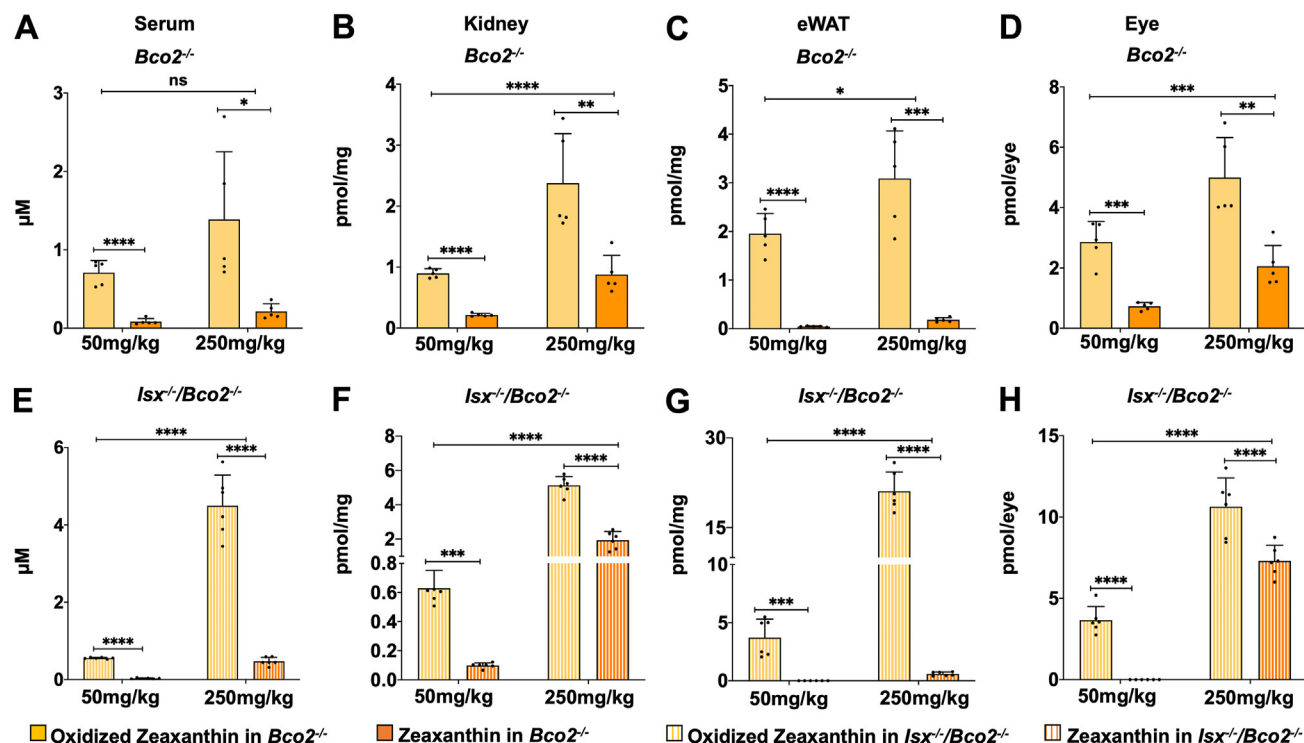 A Serum
Bco2-/-
ns
*
****
3
2
1
0
µM
50mg/kg 250mg/kg
B Kidney
Bco2-/-
****
**
****
4
3
2
1
0
pmol/mg
50mg/kg 250mg/kg
C eWAT
Bco2-/-
*
***
****
5
4
3
2
1
0
pmol/mg
50mg/kg 250mg/kg
D Eye
Bco2-/-
***
**
***
8
6
4
2
0
pmol/eye
50mg/kg 250mg/kg
E Isx-/-/Bco2-/-
****
****
****
6
4
2
0
µM
50mg/kg 250mg/kg
F Isx-/-/Bco2-/-
****
****
***
8
6
4
2
0.8
0.6
0.4
0.2
0.0
pmol/mg
50mg/kg 250mg/kg
G Isx-/-/Bco2-/-
****
****
***
30
15
10
5
0
pmol/mg
50mg/kg 250mg/kg
H Isx-/-/Bco2-/-
****
****
****
15
10
5
0
pmol/eye
50mg/kg 250mg/kg
Oxidized Zeaxanthin in Bco2-/- Zeaxanthin in Bco2-/- Oxidized Zeaxanthin in Isx-/-/Bco2-/- Zeaxanthin in Isx-/-/Bco2-/-